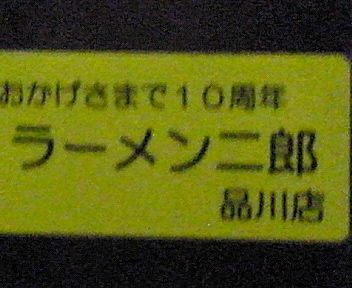 おかげさまで１０周年
ラーメン二郎
品川店